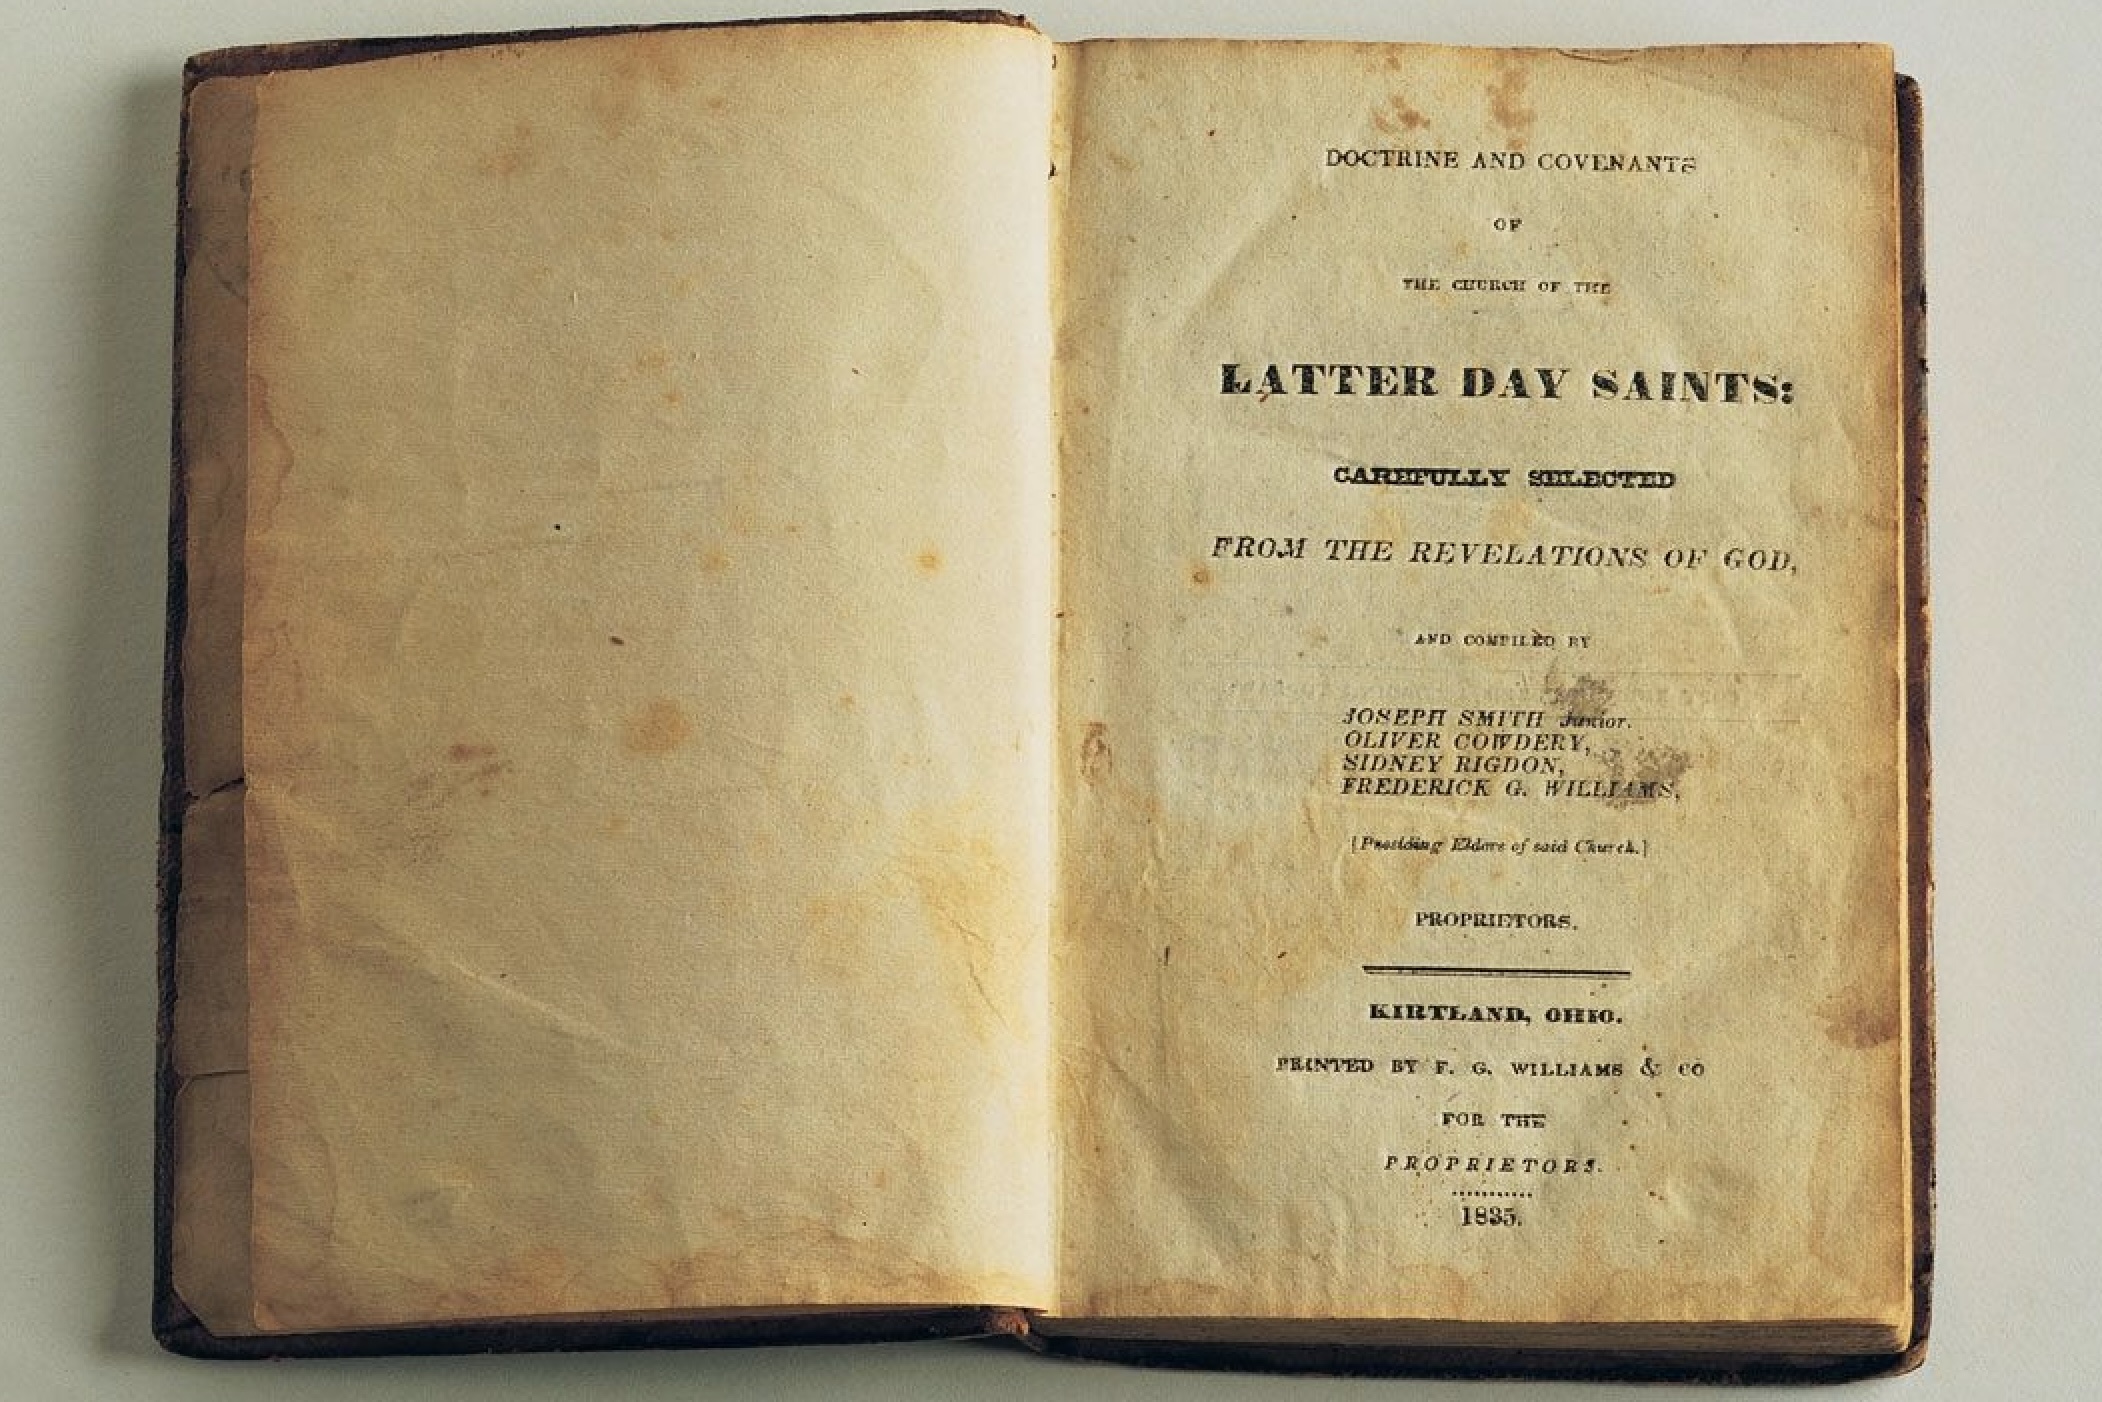 DOCTRINE AND COVENANTS
OF
THE CHURCH OF THE
LATTER DAY SAINTS:
CAREFULLY SELECTED
FROM THE REVELATIONS OF GOD,
AND COMPILED BY
JOSEPH SMITH Junior.
OLIVER COWDERY,
SIDNEY RIGDON,
FREDERICK G. WILLIAMS,
[Presiding Elders of said Church.]
PROPRIETORS.
KIRTLAND, OHIO.
PRINTED BY F. G. WILLIAMS & CO
FOR THE
PROPRIETORS.
1835.